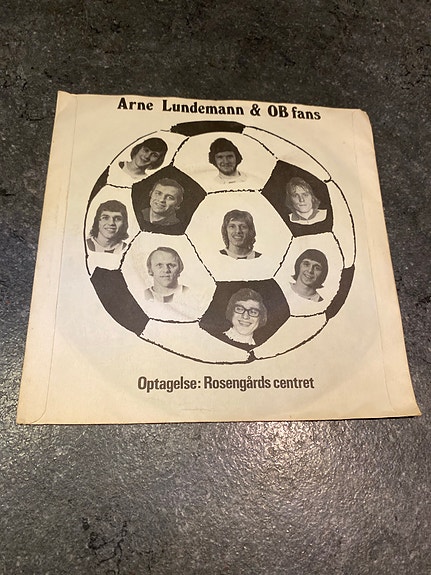 Arne Lundemann & OB fans
Optagelse: Rosengårds centret